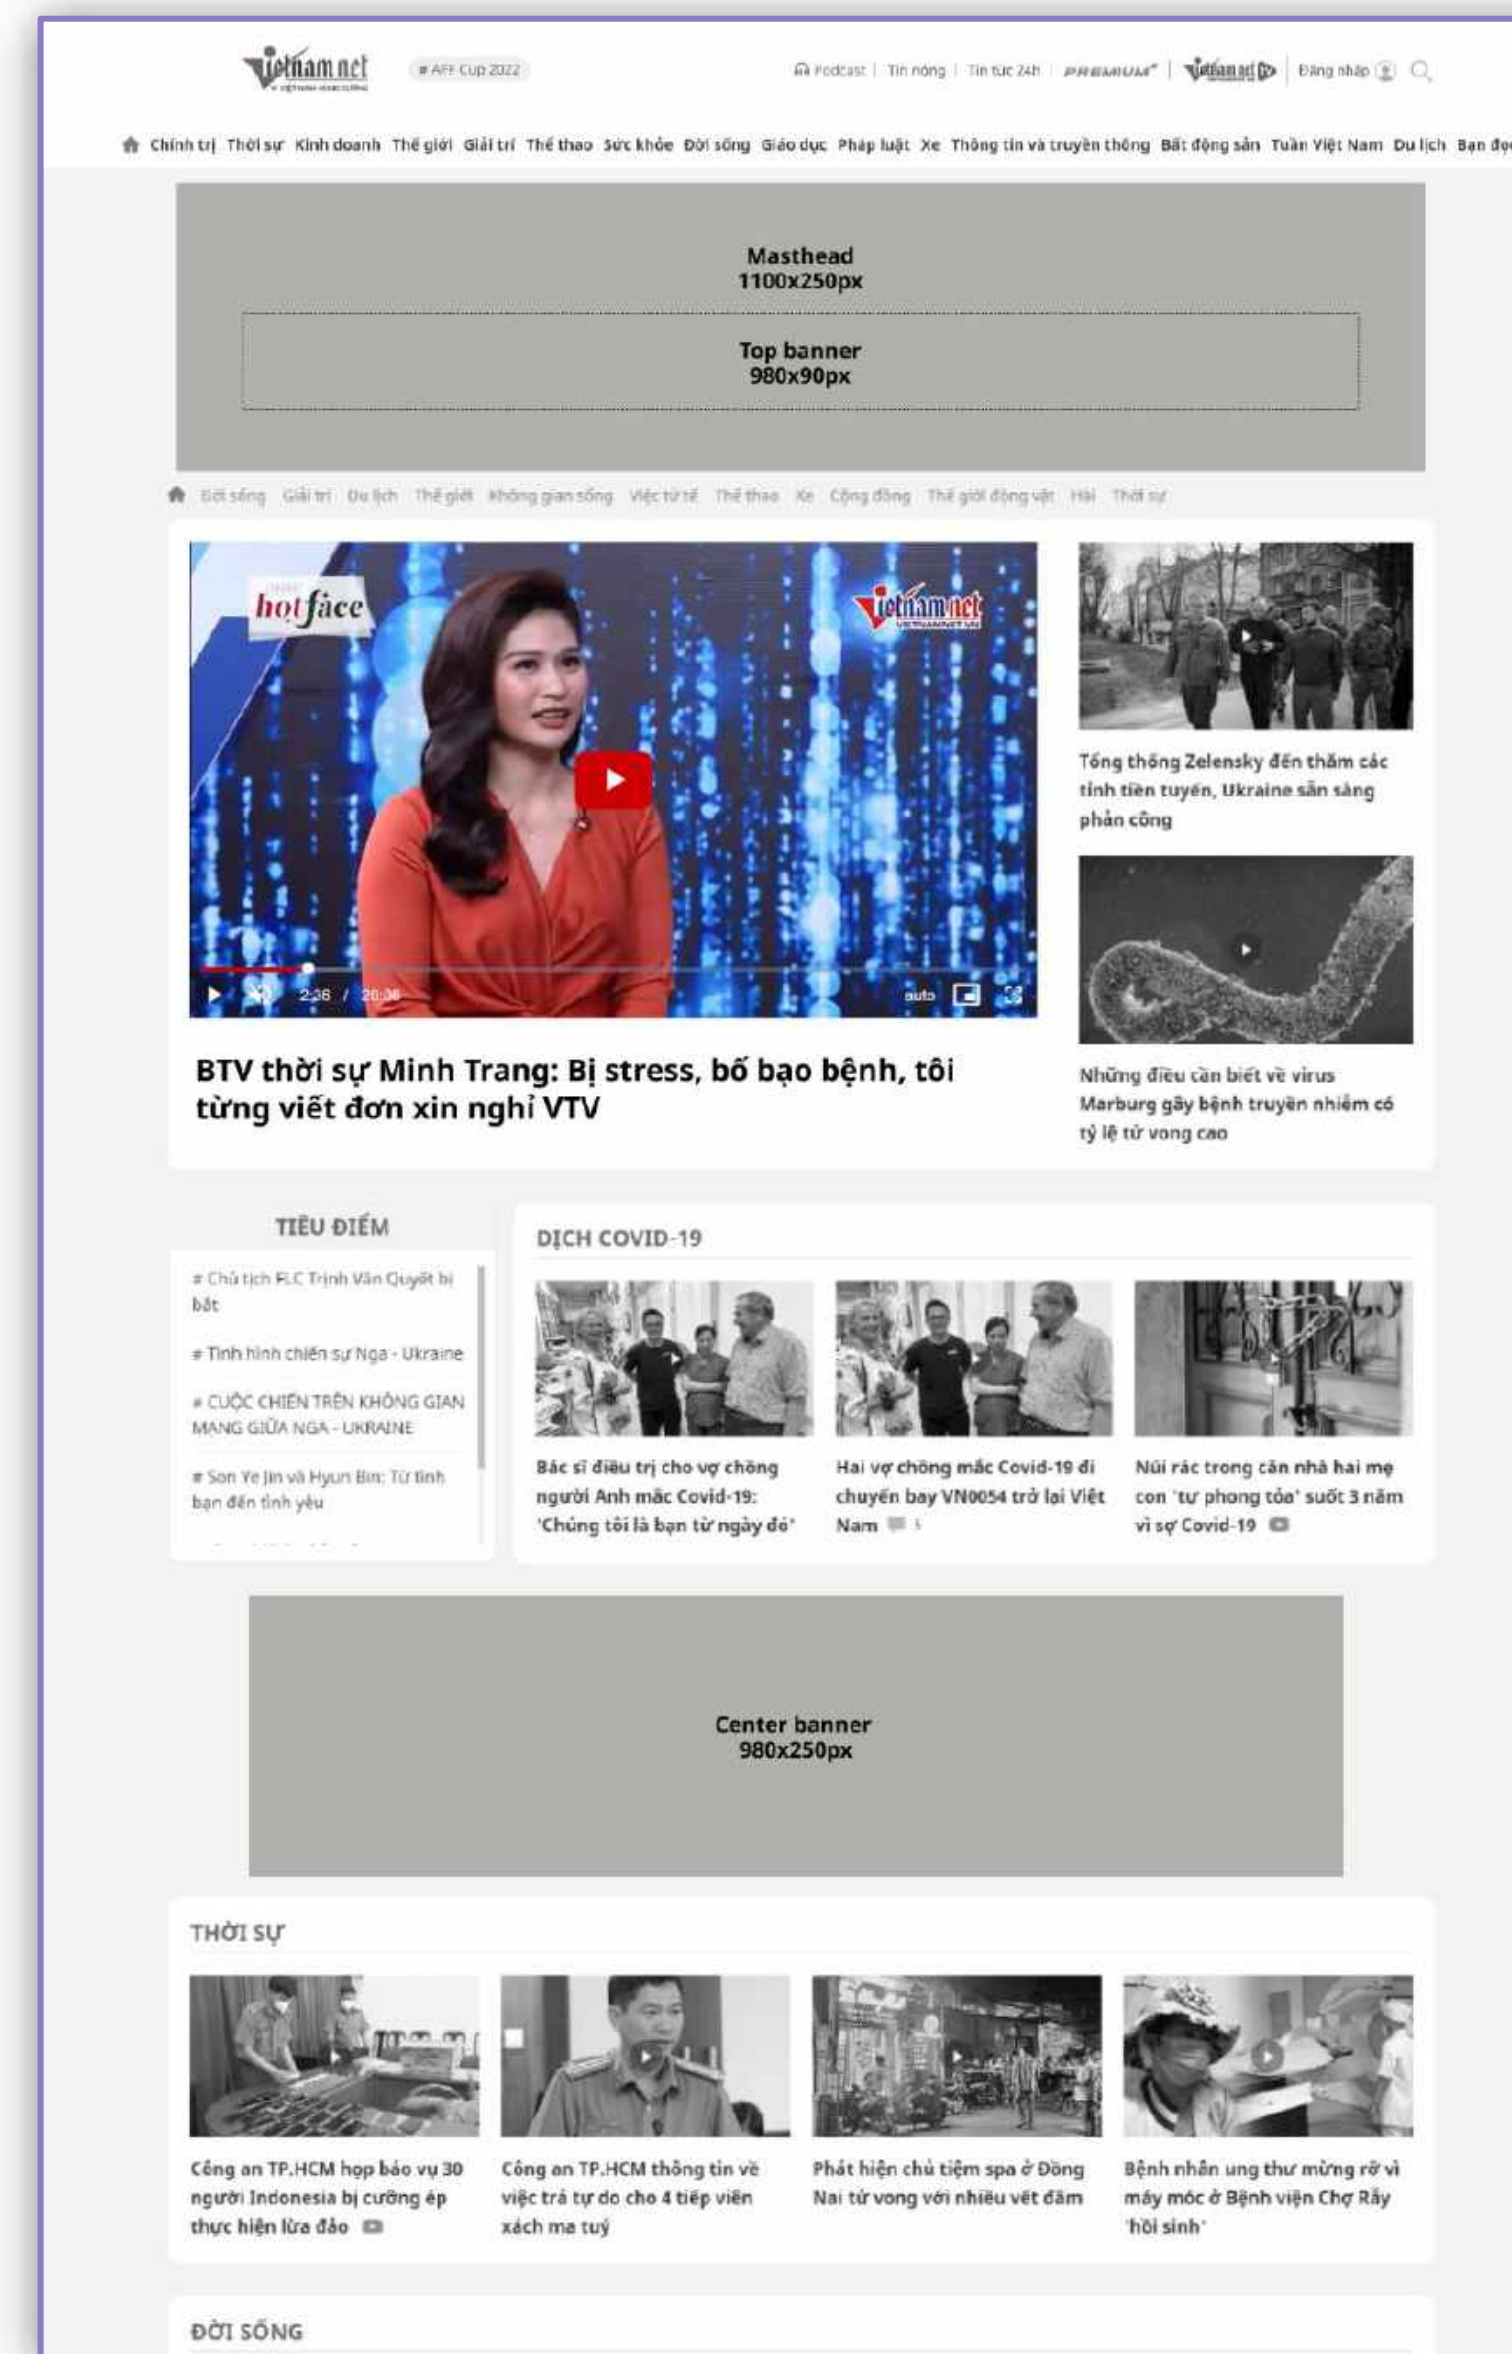 vietnamnet
# AFF Cup 2022
Podcast | Tin nóng | Tin tức 24h | PREMIUM | vietnamnet | Đăng nhập
Chính trị Thời sự Kinh doanh Thế giới Giải trí Thể thao Sức khỏe Đời sống Giáo dục Pháp luật Xe Thông tin và truyền thông Bất động sản Tuần Việt Nam Du lịch Bạn đọc
Masthead
1100x250px
Top banner
980x90px
Đời sống Giải trí Du lịch Thế giới Không gian sống Việc tử tế Thể thao Xe Cộng đồng Thế giới động vật Hài Thời sự
hotface
vietnamnet
VIETNAMNET.VN
2:36 / 26:36
auto
BTV thời sự Minh Trang: Bị stress, bố bạo bệnh, tôi
từng viết đơn xin nghỉ VTV
Tổng thống Zelensky đến thăm các
tỉnh tiền tuyến, Ukraine sẵn sàng
phản công
Những điều cần biết về virus
Marburg gây bệnh truyền nhiễm có
tỷ lệ tử vong cao
TIÊU ĐIỂM
# Chủ tịch FLC Trịnh Văn Quyết bị
bắt
# Tình hình chiến sự Nga - Ukraine
# CUỘC CHIẾN TRÊN KHÔNG GIAN
MẠNG GIỮA NGA - UKRAINE
# Son Ye Jin và Hyun Bin: Từ tình
bạn đến tình yêu
DỊCH COVID-19
Bác sĩ điều trị cho vợ chồng
người Anh mắc Covid-19:
'Chúng tôi là bạn từ ngày đó'
Hai vợ chồng mắc Covid-19 đi
chuyến bay VN0054 trở lại Việt
Nam
Núi rác trong căn nhà hai mẹ
con 'tự phong tỏa' suốt 3 năm
vì sợ Covid-19
Center banner
980x250px
THỜI SỰ
Công an TP.HCM họp báo vụ 30
người Indonesia bị cưỡng ép
thực hiện lừa đảo
Công an TP.HCM thông tin về
việc trả tự do cho 4 tiếp viên
xách ma tuý
Phát hiện chủ tiệm spa ở Đồng
Nai tử vong với nhiều vết đâm
Bệnh nhân ung thư mừng rỡ vì
máy móc ở Bệnh viện Chợ Rẫy
'hồi sinh'
ĐỜI SỐNG